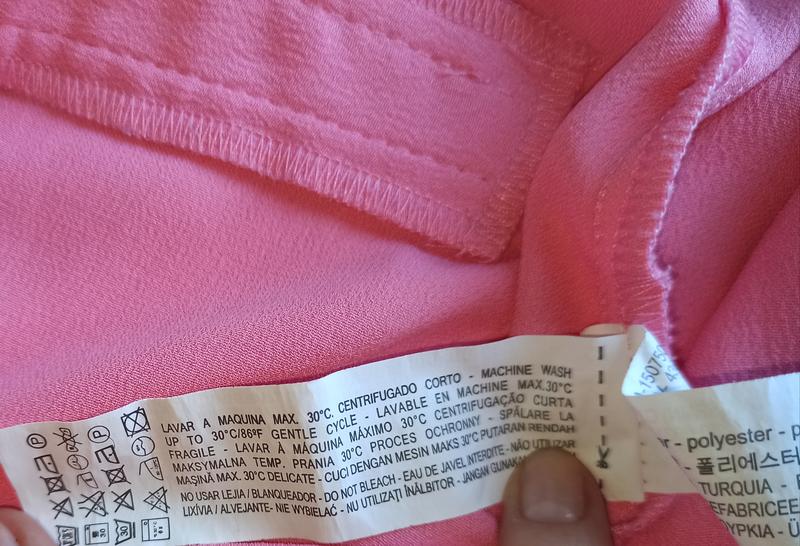 LAVAR A MAQUINA MAX. 30°C. CENTRIFUGADO CORTO - MACHINE WASH
UP TO 30°C/86ºF GENTLE CYCLE - LAVABLE EN MACHINE MAX.30°C
FRAGILE - LAVAR À MÁQUINA MÁXIMO 30°C CENTRIFUGAÇÃO CURTA
MAKSYMALNA TEMP. PRANIA 30°C PROCES OCHRONNY - SPĂLARE LA
MAŞINĂ MAX. 30°C DELICATE - CUCI DENGAN MESIN MAKS 30°C PUTARAN RENDAH
NO USAR LEJIA / BLANQUEADOR - DO NOT BLEACH - EAU DE JAVEL INTERDITE - NÃO UTILIZAR
LIXÍVIA / ALVEJANTE - NIE WYBIELAĆ - NU UTILIZAŢI ÎNĂLBITOR - JANGAN
- polyester -
폴리에스터
TURQUIA -